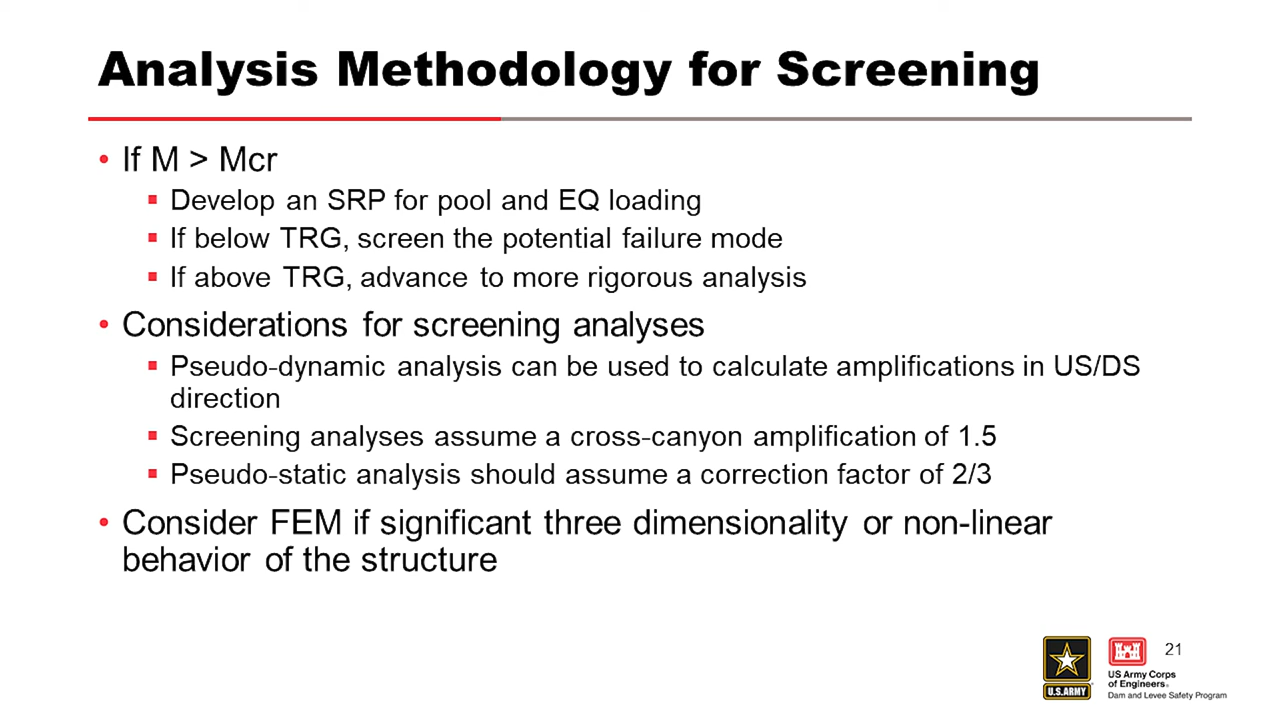 Analysis Methodology for Screening
• If M > Mcr
▪ Develop an SRP for pool and EQ loading
▪ If below TRG, screen the potential failure mode
▪ If above TRG, advance to more rigorous analysis
• Considerations for screening analyses
▪ Pseudo-dynamic analysis can be used to calculate amplifications in US/DS
direction
▪ Screening analyses assume a cross-canyon amplification of 1.5
▪ Pseudo-static analysis should assume a correction factor of 2/3
• Consider FEM if significant three dimensionality or non-linear
behavior of the structure
21
U.S.ARMY
US Army Corps
of Engineers®
Dam and Levee Safety Program